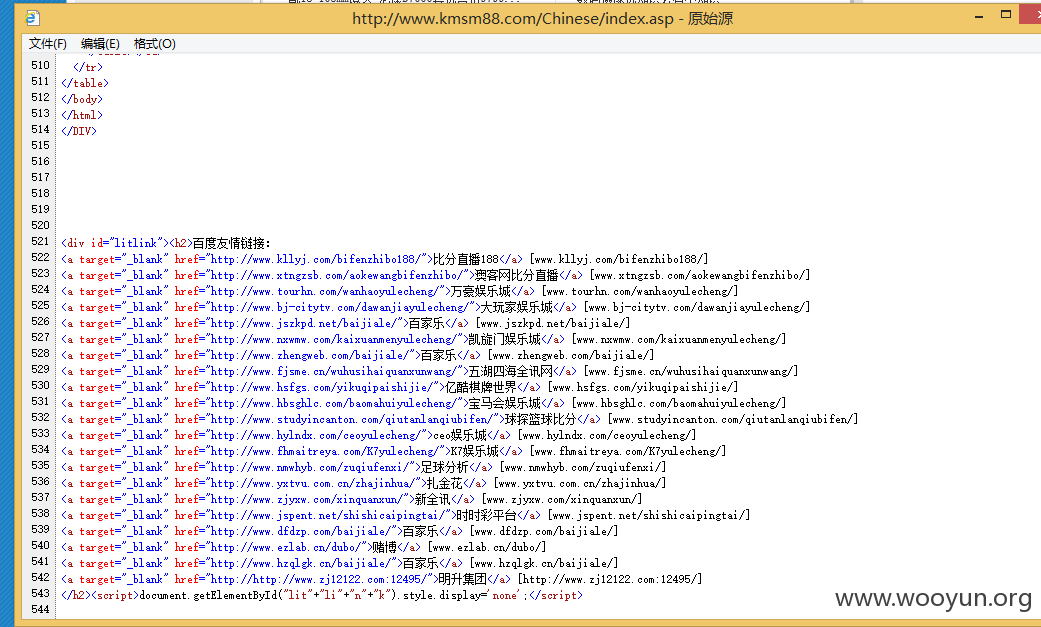 http://www.kmsm88.com/Chinese/index.asp - 原始源
文件(F) 编辑(E) 格式(O)
510 </tr>
511 </table>
512 </body>
513 </html>
514 </DIV>
515
516
517
518
519
520
521 <div id="litlink"><h2>百度友情链接:
522 <a target="_blank" href="http://www.kllyj.com/bifenzhibo188/">比分直播188</a> [www.kllyj.com/bifenzhibo188/]
523 <a target="_blank" href="http://www.xtngzsb.com/aokewangbifenzhibo/">奥客网比分直播</a> [www.xtngzsb.com/aokewangbifenzhibo/]
524 <a target="_blank" href="http://www.tourhn.com/wanhaoyulecheng/">万豪娱乐城</a> [www.tourhn.com/wanhaoyulecheng/]
525 <a target="_blank" href="http://www.bj-citytv.com/dawanjiayulecheng/">大玩家娱乐城</a> [www.bj-citytv.com/dawanjiayulecheng/]
526 <a target="_blank" href="http://www.jszkpd.net/baijiale/">百家乐</a> [www.jszkpd.net/baijiale/]
527 <a target="_blank" href="http://www.nxwmw.com/kaixuanmenyulecheng/">凯旋门娱乐城</a> [www.nxwmw.com/kaixuanmenyulecheng/]
528 <a target="_blank" href="http://www.zhengweb.com/baijiale/">百家乐</a> [www.zhengweb.com/baijiale/]
529 <a target="_blank" href="http://www.fjsme.cn/wuhusihaiquanxunwang/">五湖四海全讯网</a> [www.fjsme.cn/wuhusihaiquanxunwang/]
530 <a target="_blank" href="http://www.hsfgs.com/yikuqipaishijie/">亿酷棋牌世界</a> [www.hsfgs.com/yikuqipaishijie/]
531 <a target="_blank" href="http://www.hbsghlc.com/baomahuiyulecheng/">宝马会娱乐城</a> [www.hbsghlc.com/baomahuiyulecheng/]
532 <a target="_blank" href="http://www.studyincanton.com/qiutanlanqiubifen/">球探篮球比分</a> [www.studyincanton.com/qiutanlanqiubifen/]
533 <a target="_blank" href="http://www.hylndx.com/ceoyulecheng/">ceo娱乐城</a> [www.hylndx.com/ceoyulecheng/]
534 <a target="_blank" href="http://www.fhmaitreya.com/K7yulecheng/">K7娱乐城</a> [www.fhmaitreya.com/K7yulecheng/]
535 <a target="_blank" href="http://www.nmwhyb.com/zuqiufenxi/">足球分析</a> [www.nmwhyb.com/zuqiufenxi/]
536 <a target="_blank" href="http://www.yxtvu.com.cn/zhajinhua/">扎金花</a> [www.yxtvu.com.cn/zhajinhua/]
537 <a target="_blank" href="http://www.zjyxw.com/xinquanxun/">新全讯</a> [www.zjyxw.com/xinquanxun/]
538 <a target="_blank" href="http://www.jspent.net/shishicaipingtai/">时时彩平台</a> [www.jspent.net/shishicaipingtai/]
539 <a target="_blank" href="http://www.dfdzp.com/baijiale/">百家乐</a> [www.dfdzp.com/baijiale/]
540 <a target="_blank" href="http://www.ezlab.cn/dubo/">赌博</a> [www.ezlab.cn/dubo/]
541 <a target="_blank" href="http://www.hzqlgk.cn/baijiale/">百家乐</a> [www.hzqlgk.cn/baijiale/]
542 <a target="_blank" href="http://http://www.zj12122.com:12495/">明升集团</a> [http://www.zj12122.com:12495/]
543 </h2><script>document.getElementById("lit"+"li"+"n"+"k").style.display='none';</script>
544
www.wooyun.org